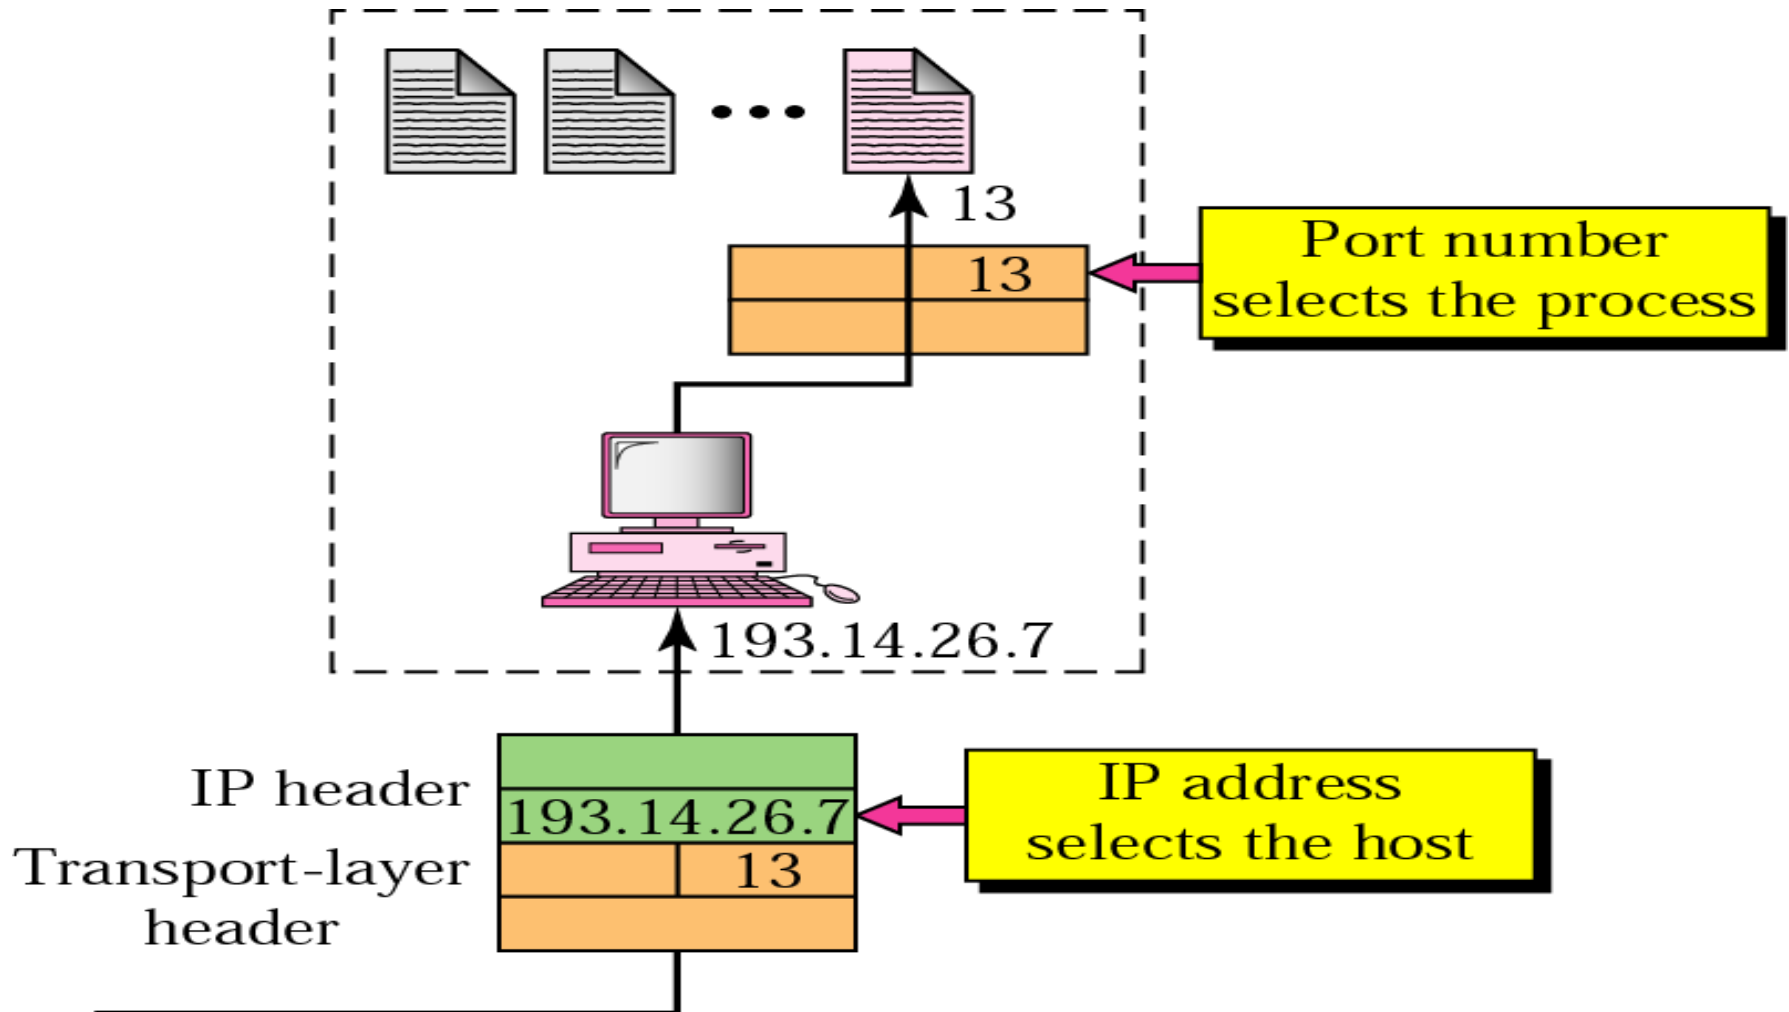 13
13
Port number
selects the process
193.14.26.7
IP header
193.14.26.7
IP address
selects the host
Transport-layer
header
13